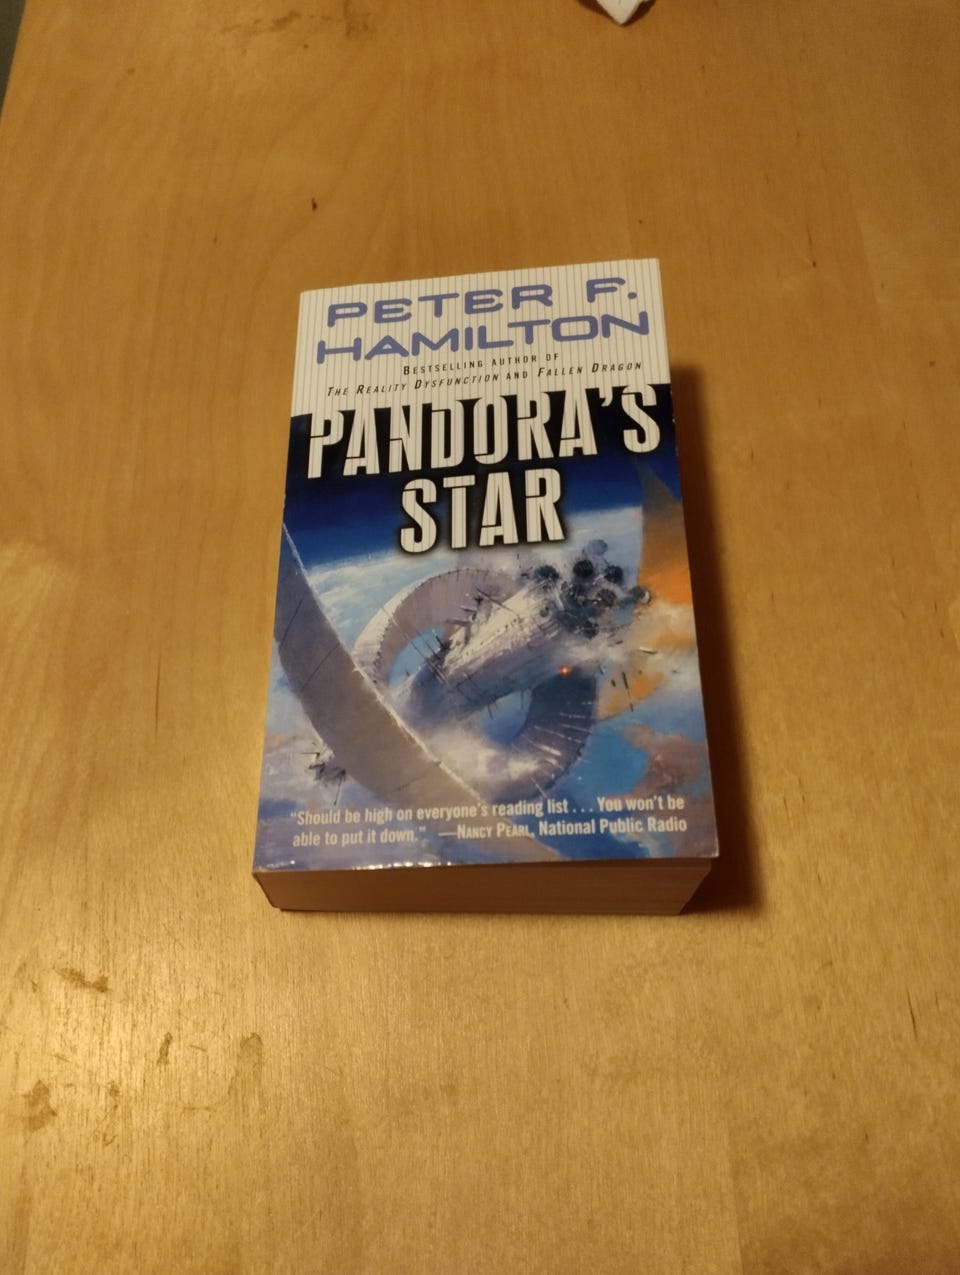 PETER F.
HAMILTON
BESTSELLING AUTHOR OF
THE REALITY DYSFUNCTION AND FALLEN DRAGON
PANDORA'S
STAR
"Should be high on everyone's reading list . . . You won't be
able to put it down." —NANCY PEARL, National Public Radio